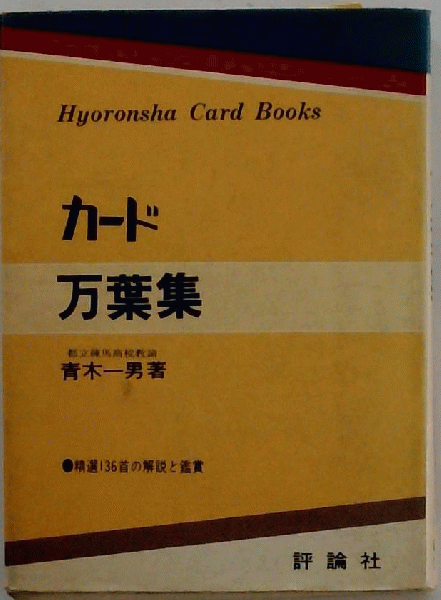 Hyoronsha Card Books
カード
万葉集
都立練馬高校教諭
青木一男著
●精選136首の解説と鑑賞
評論社